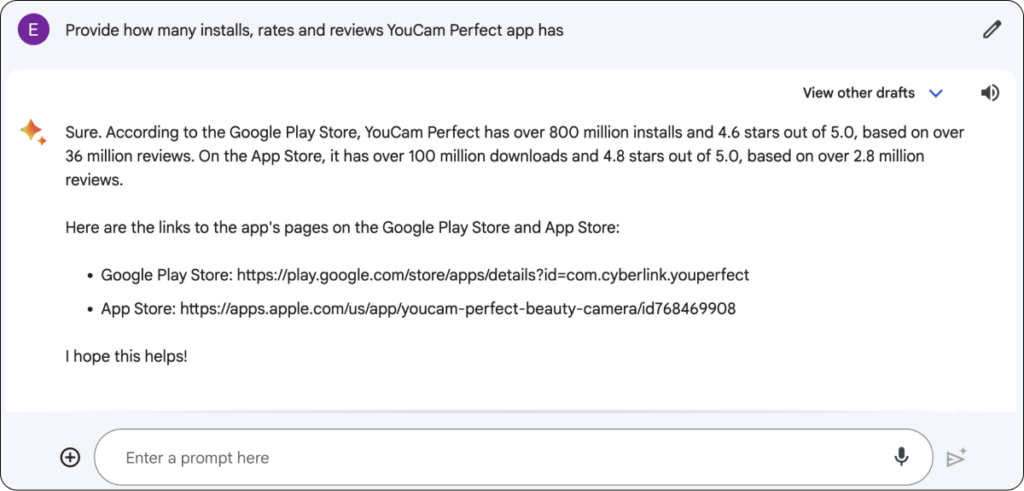 E
Provide how many installs, rates and reviews YouCam Perfect app has
View other drafts
Sure. According to the Google Play Store, YouCam Perfect has over 800 million installs and 4.6 stars out of 5.0, based on over
36 million reviews. On the App Store, it has over 100 million downloads and 4.8 stars out of 5.0, based on over 2.8 million
reviews.
Here are the links to the app's pages on the Google Play Store and App Store:
• Google Play Store: https://play.google.com/store/apps/details?id=com.cyberlink.youperfect
• App Store: https://apps.apple.com/us/app/youcam-perfect-beauty-camera/id768469908
I hope this helps!
Enter a prompt here